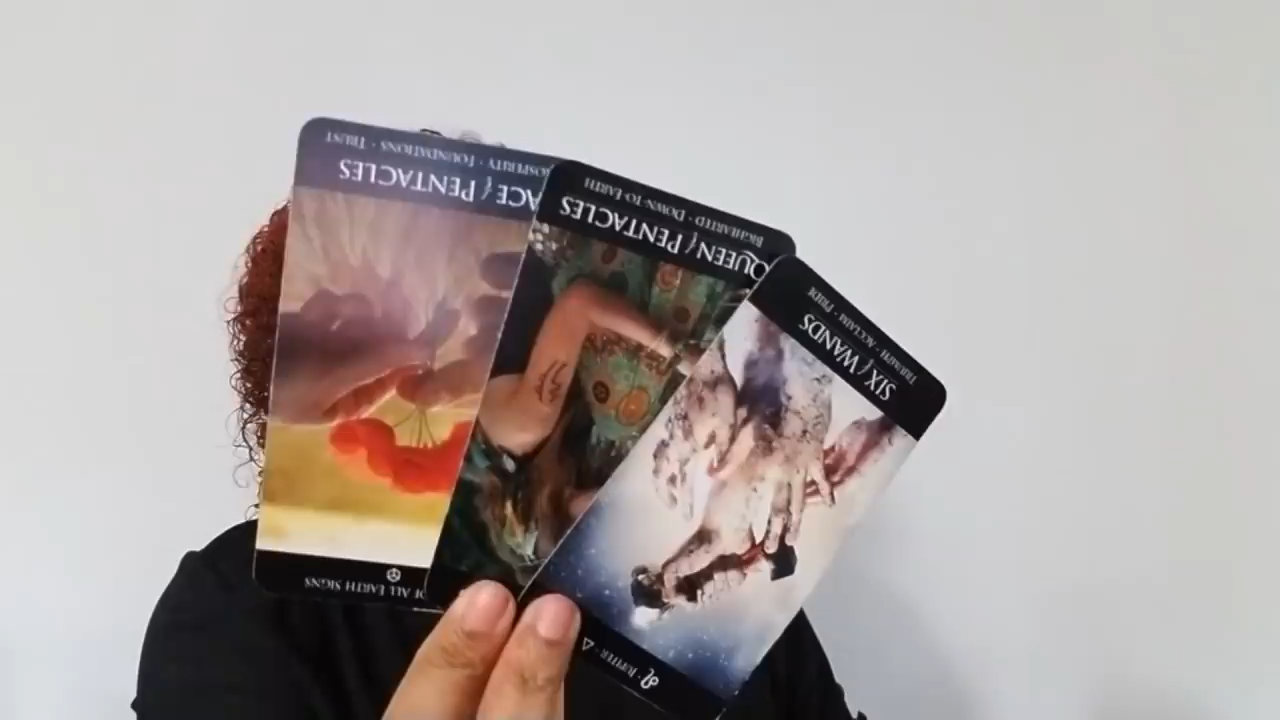 ACE of PENTACLES
PROSPERITY · FOUNDATIONS · TRUST
OF ALL EARTH SIGNS
QUEEN of PENTACLES
BIGHEARTED · DOWN-TO-EARTH
SIX of WANDS
TRIUMPH · ACCLAIM · PRIDE
♌ · JUPITER · △